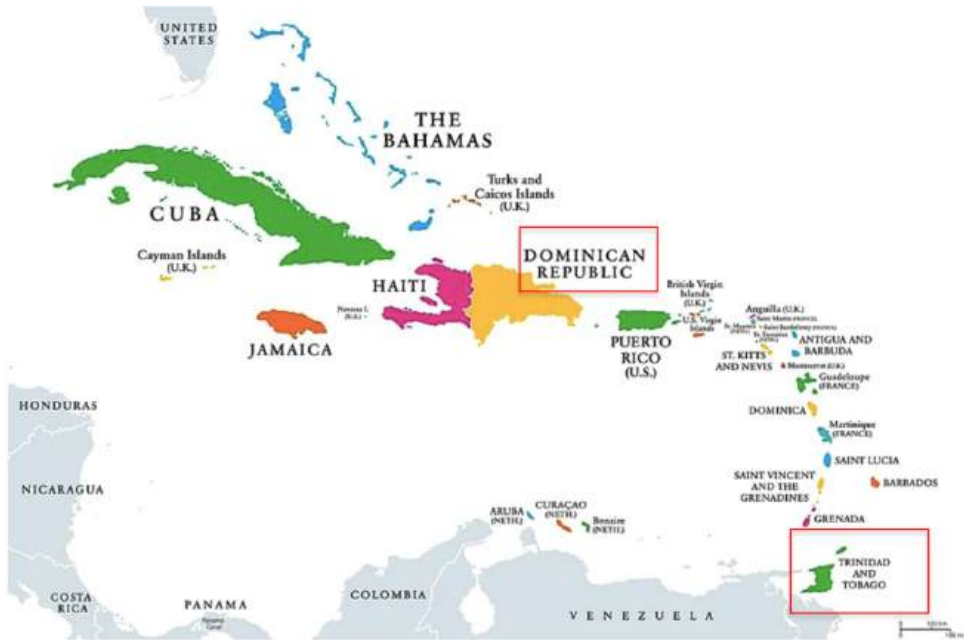 UNITED
STATES
THE
BAHAMAS
Turks and
Caicos Islands
(U.K.)
CUBA
Cayman Islands
(U.K.)
DOMINICAN
REPUBLIC
HAITI
JAMAICA
British Virgin
Islands
(U.K.)
U.S. Virgin
Islands
PUERTO
RICO
(U.S.)
Anguilla (U.K.)
ANTIGUA AND
BARBUDA
ST. KITTS
AND NEVIS
Montserrat (U.K.)
Guadeloupe
(FRANCE)
DOMINICA
Martinique
(FRANCE)
SAINT LUCIA
SAINT VINCENT
AND THE
GRENADINES
BARBADOS
GRENADA
TRINIDAD
AND
TOBAGO
ARUBA
(NETH.)
CURAÇAO
(NETH.)
Bonaire
(NETH.)
HONDURAS
NICARAGUA
COSTA
RICA
PANAMA
Panama
Canal
COLOMBIA
VENEZUELA